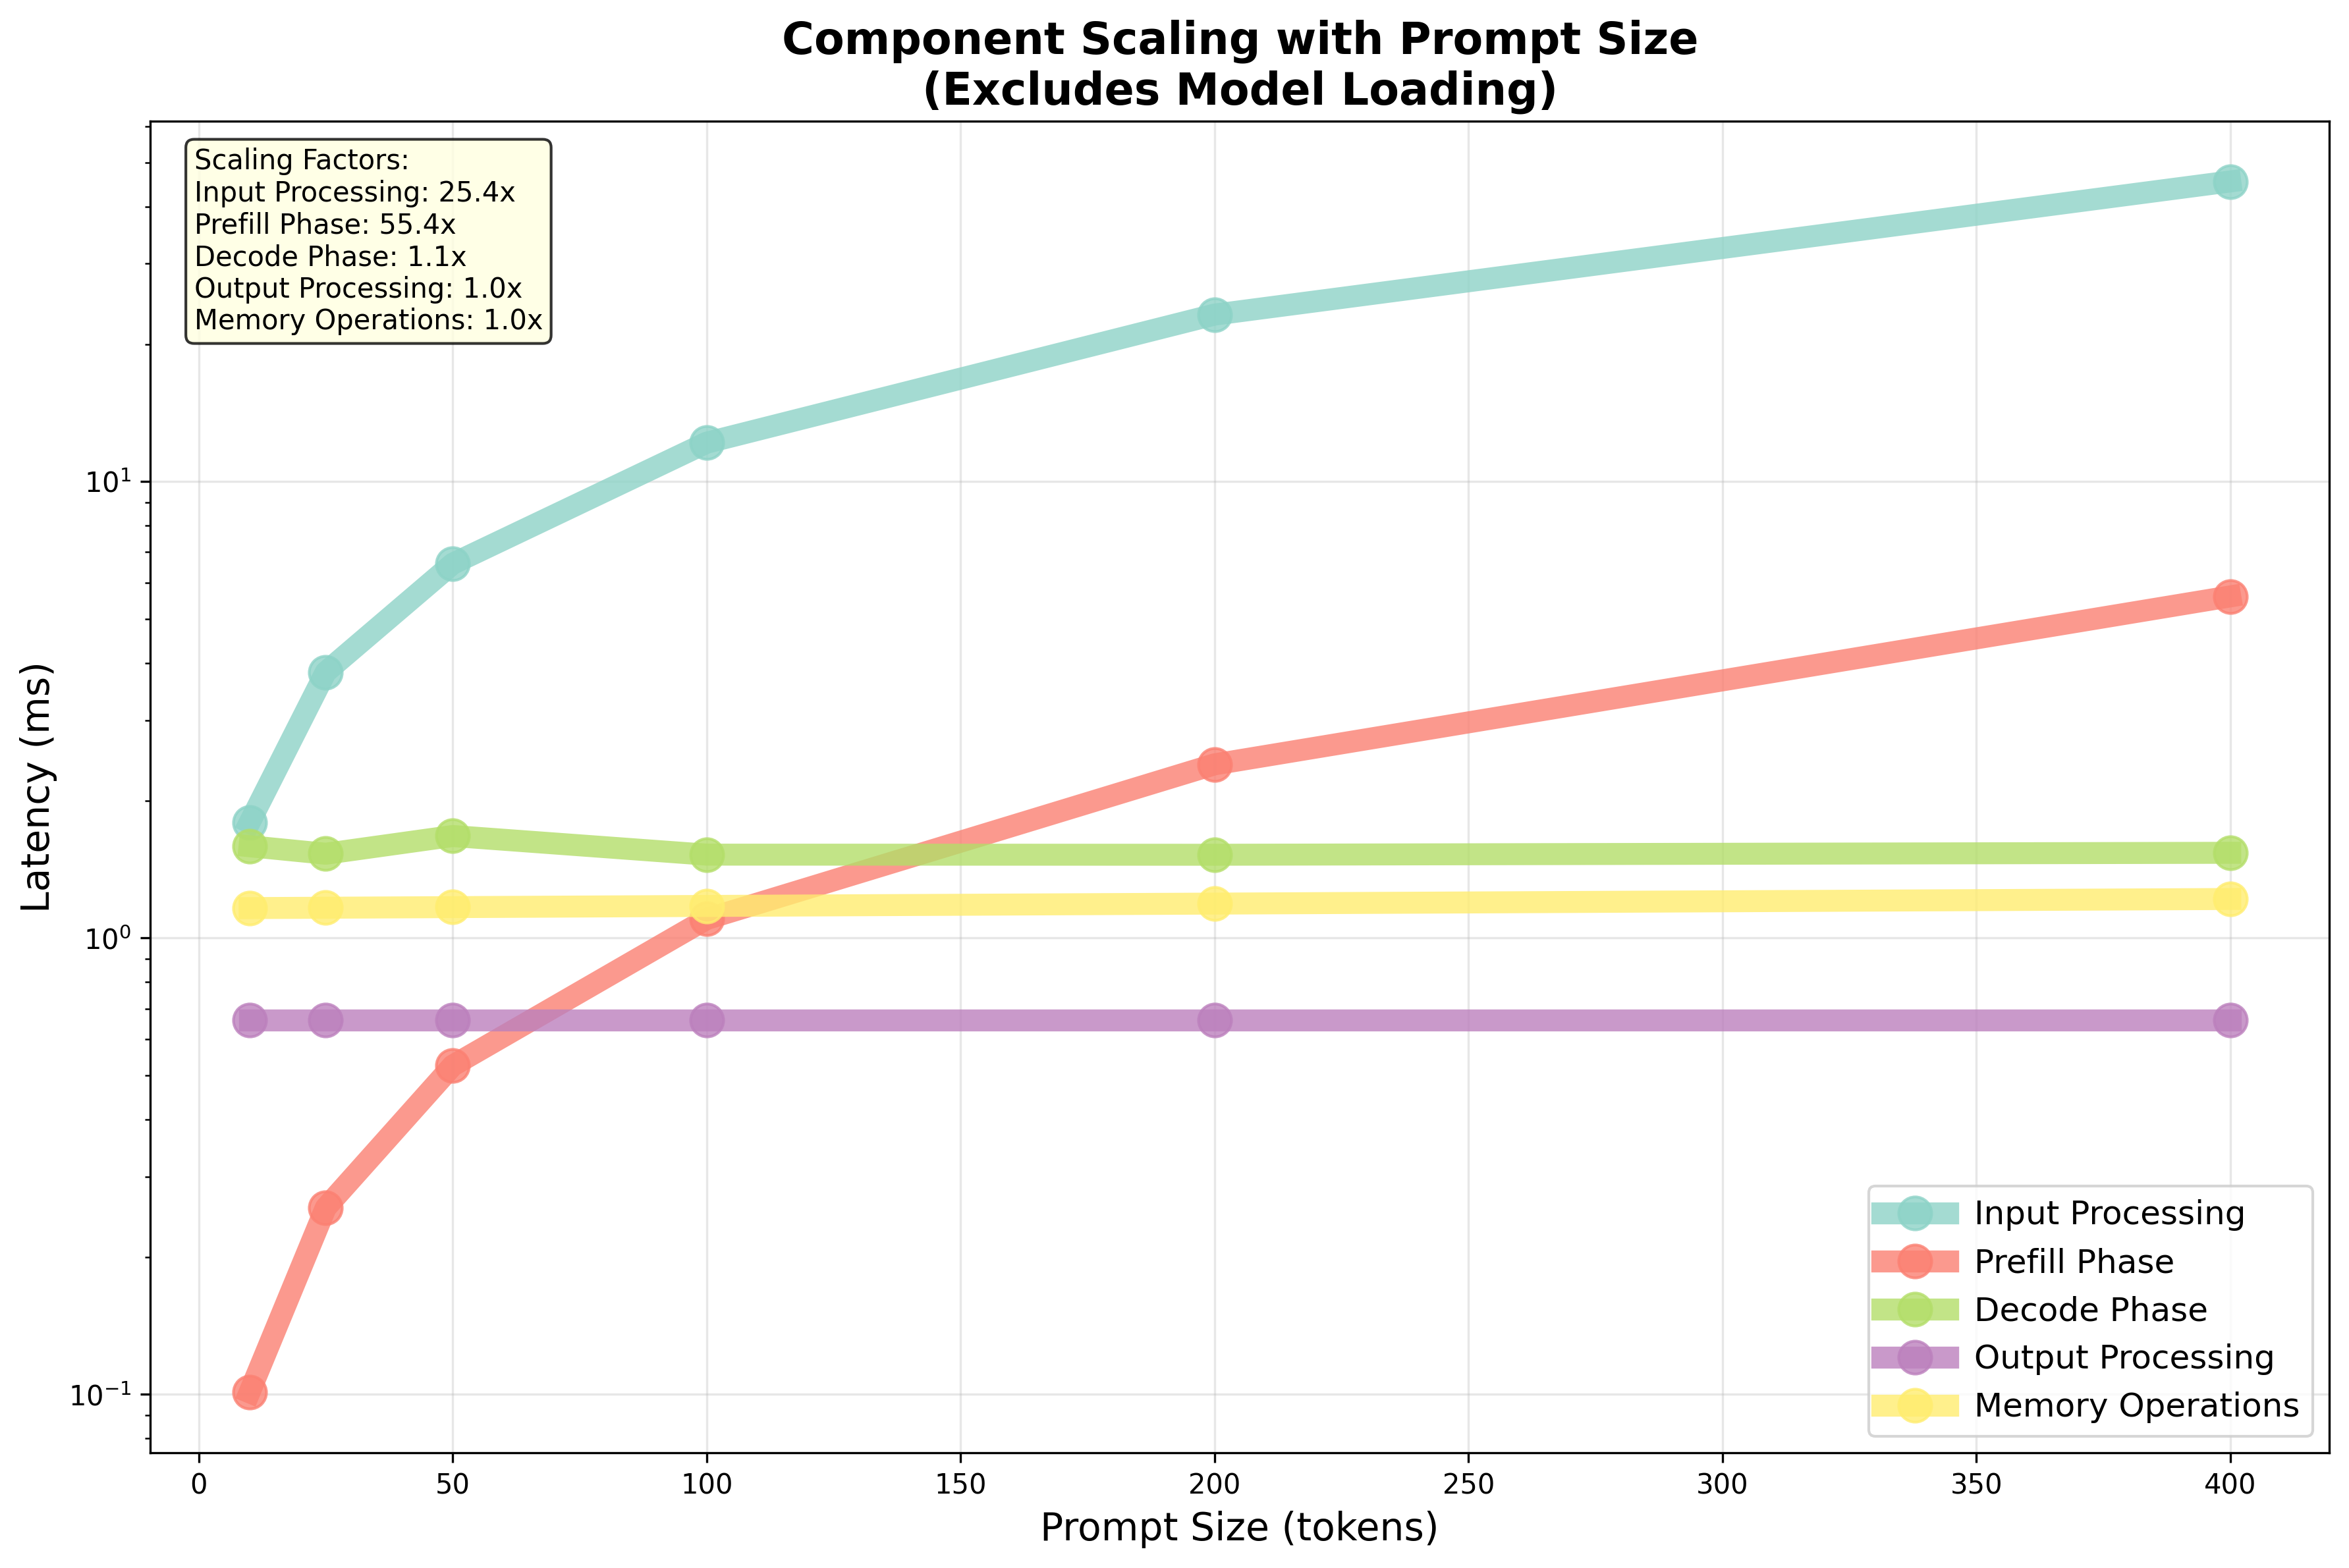 Component Scaling with Prompt Size
(Excludes Model Loading)
Scaling Factors:
Input Processing: 25.4x
Prefill Phase: 55.4x
Decode Phase: 1.1x
Output Processing: 1.0x
Memory Operations: 1.0x
Latency (ms)
10¹
10⁰
10⁻¹
Input Processing
Prefill Phase
Decode Phase
Output Processing
Memory Operations
0 50 100 150 200 250 300 350 400
Prompt Size (tokens)